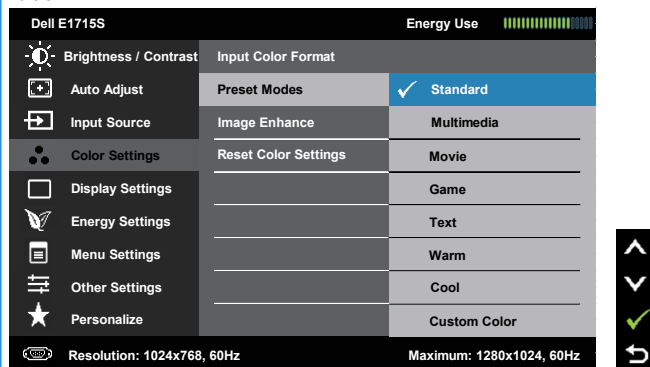 Dell E1715S Energy Use
Brightness / Contrast Input Color Format
Auto Adjust Preset Modes Standard
Input Source Image Enhance Multimedia
Color Settings Reset Color Settings Movie
Display Settings Game
Energy Settings Text
Menu Settings Warm
Other Settings Cool
Personalize Custom Color
Resolution: 1024x768, 60Hz Maximum: 1280x1024, 60Hz